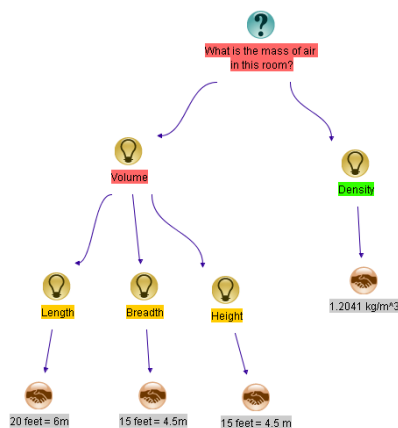 What is the mass of air
in this room?
Volume
Density
Length
Breadth
Height
1.2041 kg/m^3
20 feet = 6m
15 feet = 4.5m
15 feet = 4.5 m